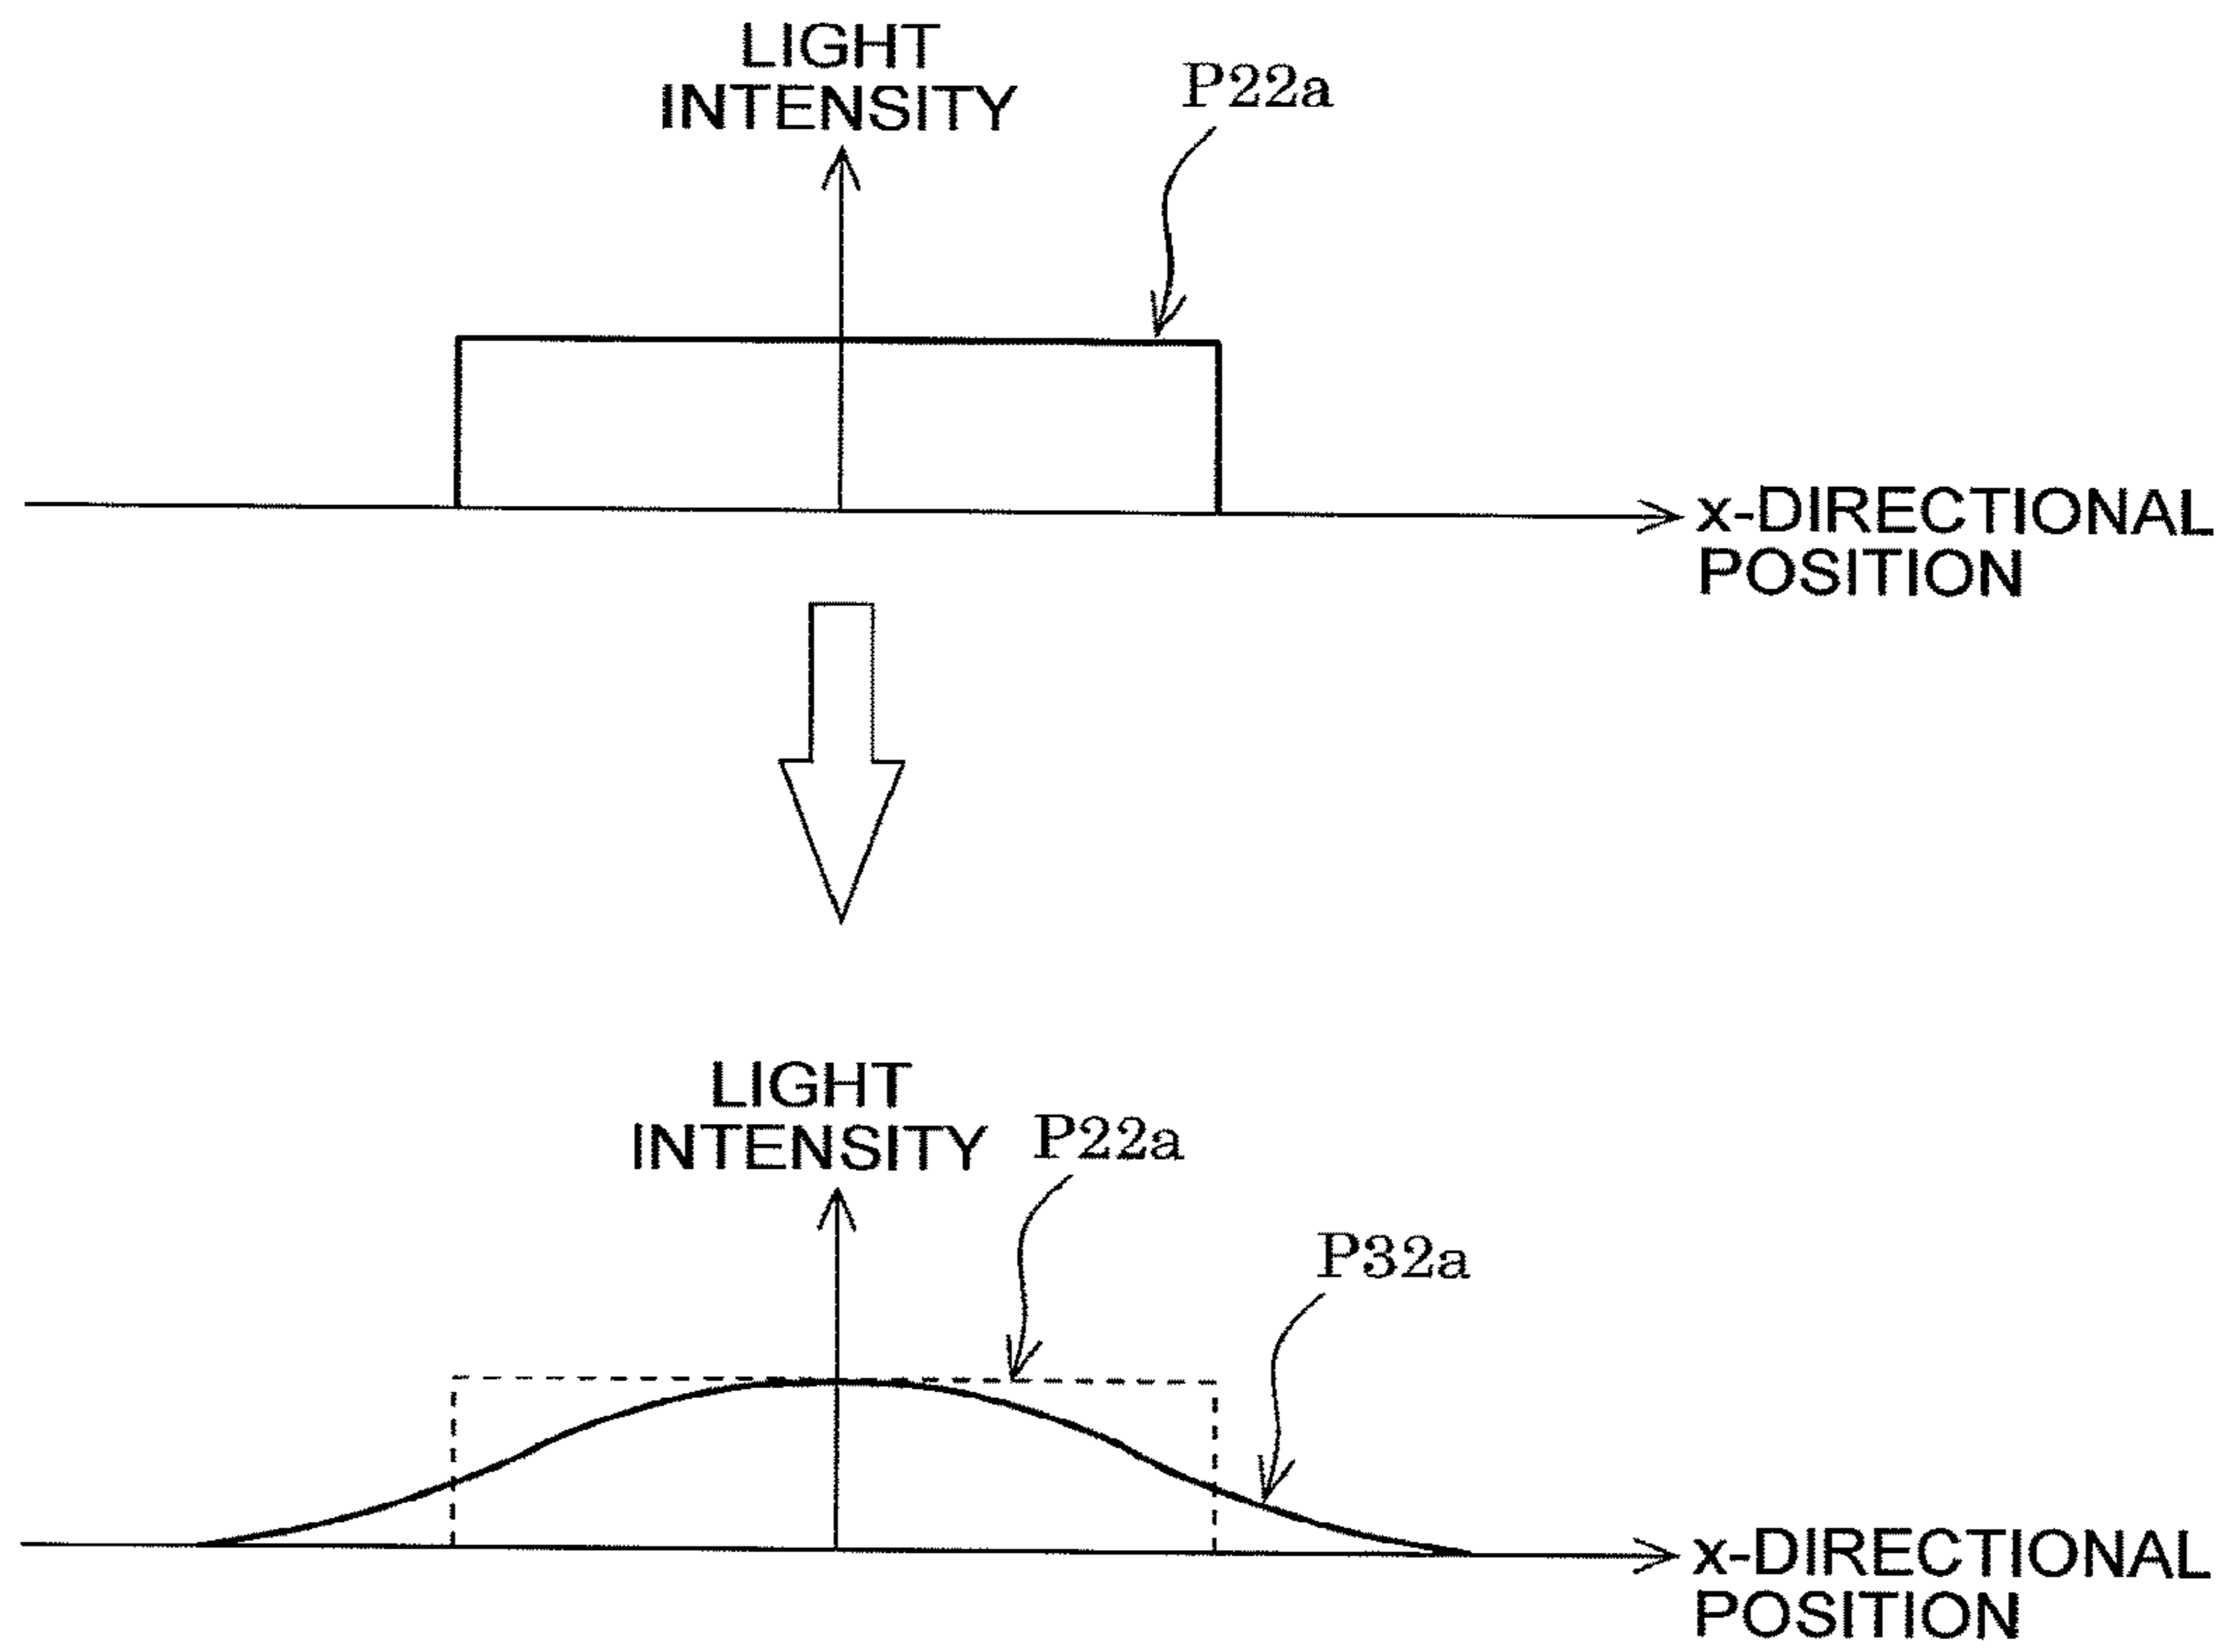 LIGHT
INTENSITY
P22a
x-DIRECTIONAL
POSITION
LIGHT
INTENSITY
P22a
P32a
x-DIRECTIONAL
POSITION